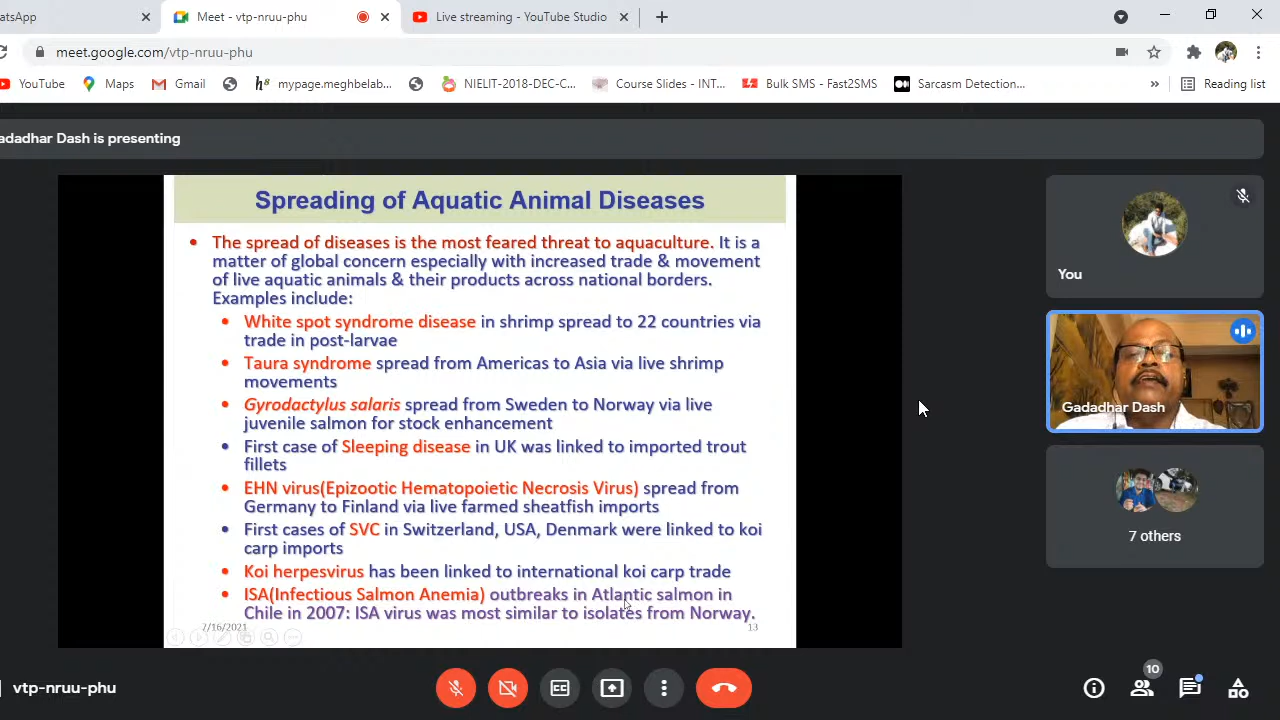 atsApp
Meet - vtp-nruu-phu
Live streaming - YouTube Studio
meet.google.com/vtp-nruu-phu
YouTube
Maps
Gmail
mypage.meghbelab...
NIELIT-2018-DEC-C...
Course Slides - INT...
Bulk SMS - Fast2SMS
Sarcasm Detection...
»
Reading list
adadhar Dash is presenting
Spreading of Aquatic Animal Diseases
• The spread of diseases is the most feared threat to aquaculture. It is a
matter of global concern especially with increased trade & movement
of live aquatic animals & their products across national borders.
Examples include:
• White spot syndrome disease in shrimp spread to 22 countries via
trade in post-larvae
• Taura syndrome spread from Americas to Asia via live shrimp
movements
• Gyrodactylus salaris spread from Sweden to Norway via live
juvenile salmon for stock enhancement
• First case of Sleeping disease in UK was linked to imported trout
fillets
• EHN virus(Epizootic Hematopoietic Necrosis Virus) spread from
Germany to Finland via live farmed sheatfish imports
• First cases of SVC in Switzerland, USA, Denmark were linked to koi
carp imports
• Koi herpesvirus has been linked to international koi carp trade
• ISA(Infectious Salmon Anemia) outbreaks in Atlantic salmon in
Chile in 2007: ISA virus was most similar to isolates from Norway.
7/16/2021
13
You
Gadadhar Dash
7 others
vtp-nruu-phu
CC
10